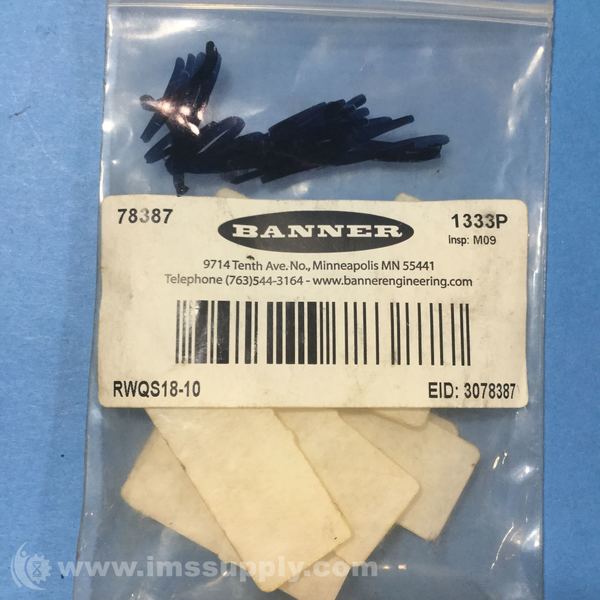 78387
BANNER
1333P
Insp: M09
9714 Tenth Ave. No., Minneapolis MN 55441
Telephone (763)544-3164 - www.bannerengineering.com
RWQS18-10
EID: 3078387
www.imssupply.com